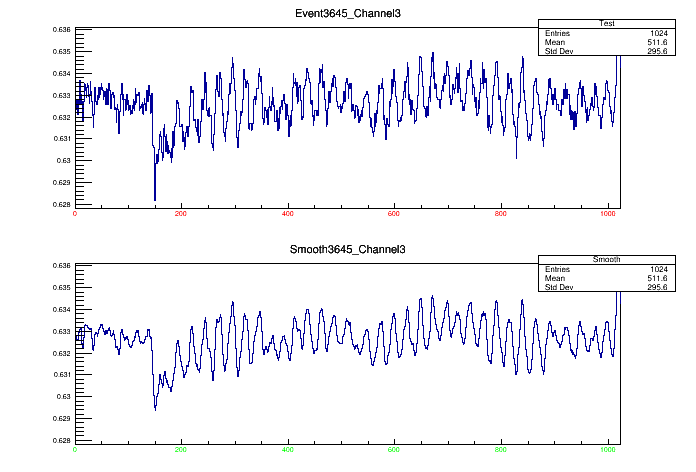 Event3645_Channel3
Test
Entries 1024
Mean 511.6
Std Dev 295.6
0.636
0.635
0.634
0.633
0.632
0.631
0.63
0.629
0.628
0 200 400 600 800 1000
Smooth3645_Channel3
Smooth
Entries 1024
Mean 511.6
Std Dev 295.6
0.636
0.635
0.634
0.633
0.632
0.631
0.63
0.629
0.628
0 200 400 600 800 1000